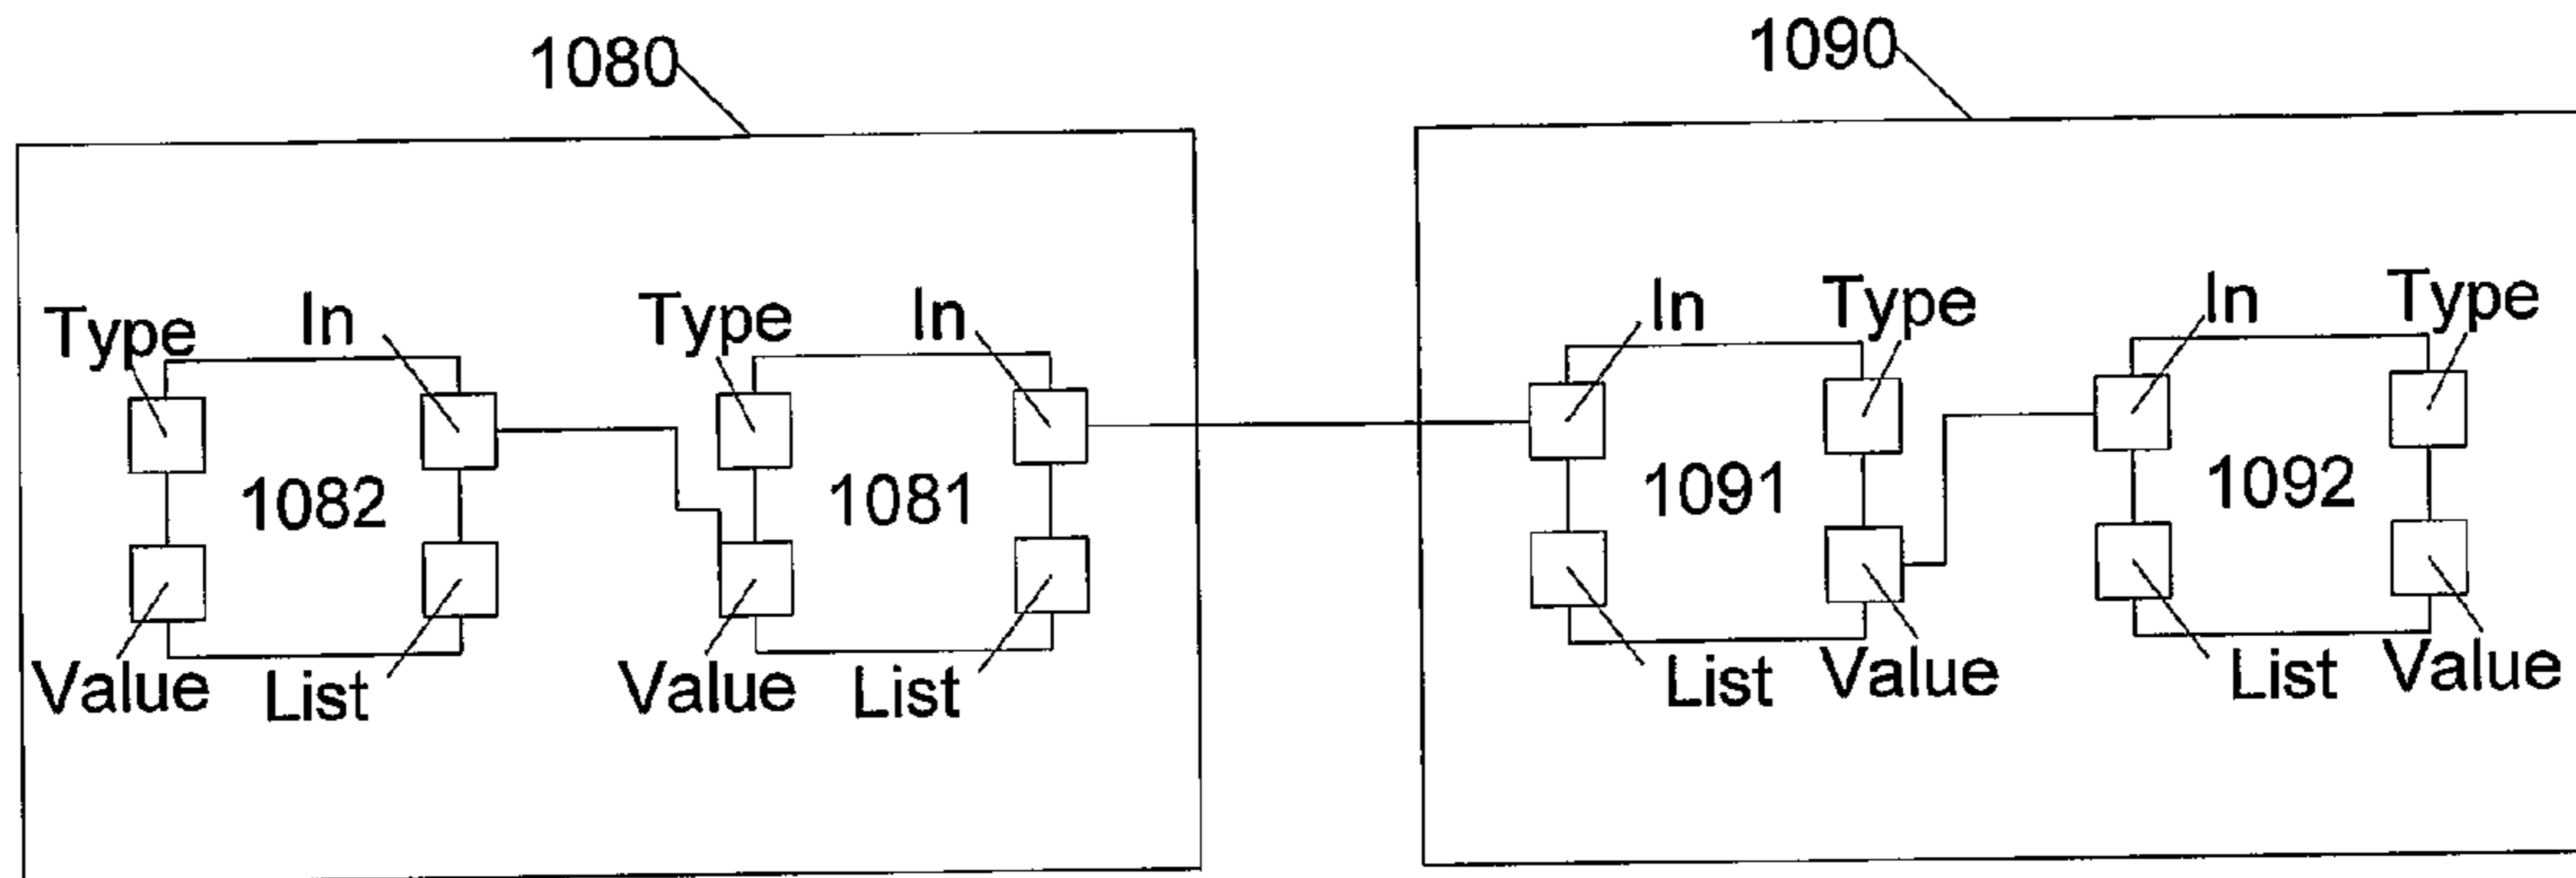 1080 1090
Type In Type In In Type In Type
1082 1081 1091 1092
Value List Value List List Value List Value